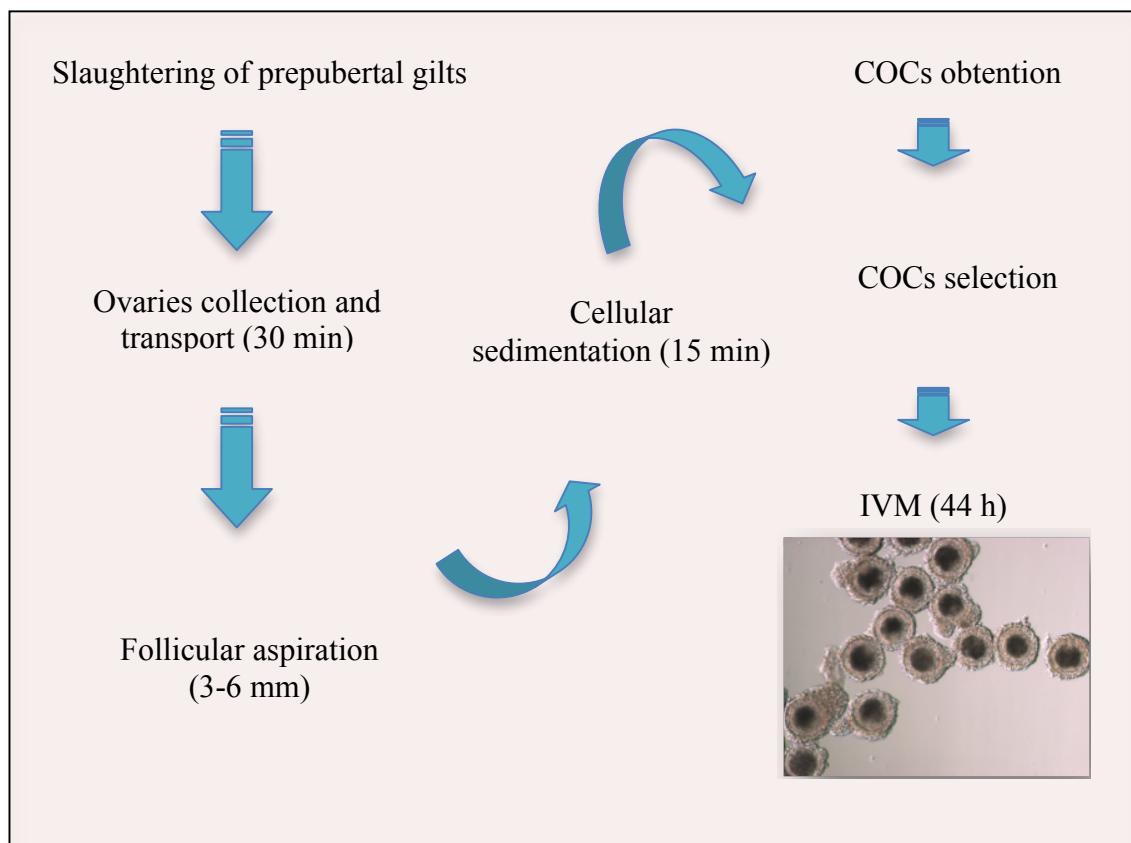 Slaughtering of prepubertal gilts
Ovaries collection and
transport (30 min)
Follicular aspiration
(3-6 mm)
Cellular
sedimentation (15 min)
COCs obtention
COCs selection
IVM (44 h)